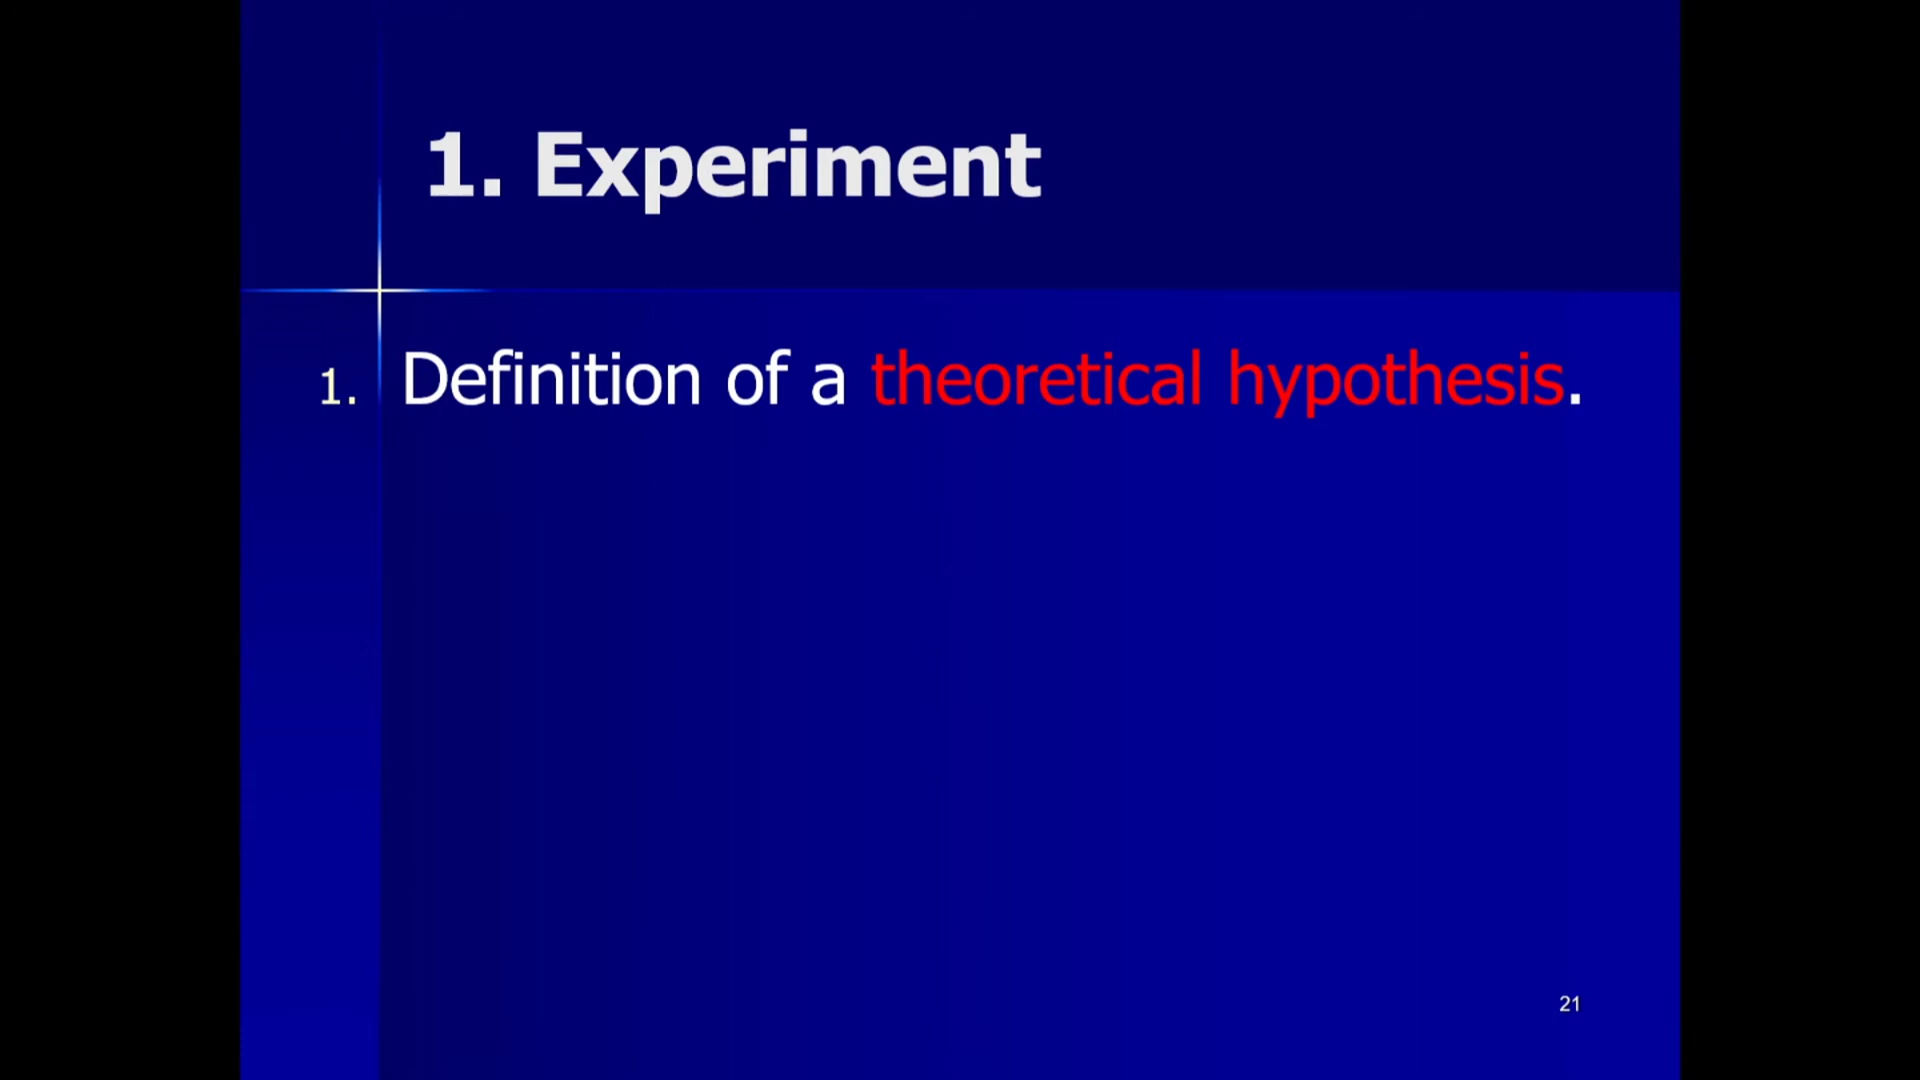 1. Experiment
1. Definition of a theoretical hypothesis.
21